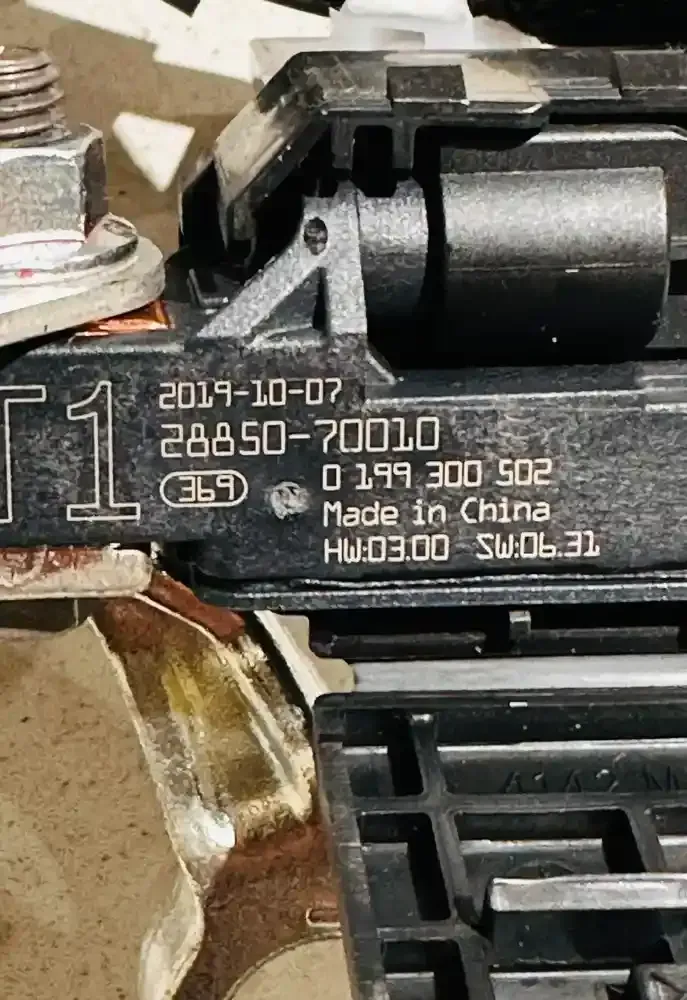 T1
2019-10-07
28850-70010
369
0 199 300 502
Made in China
HW:03.00 SW:06.31
A1A2M